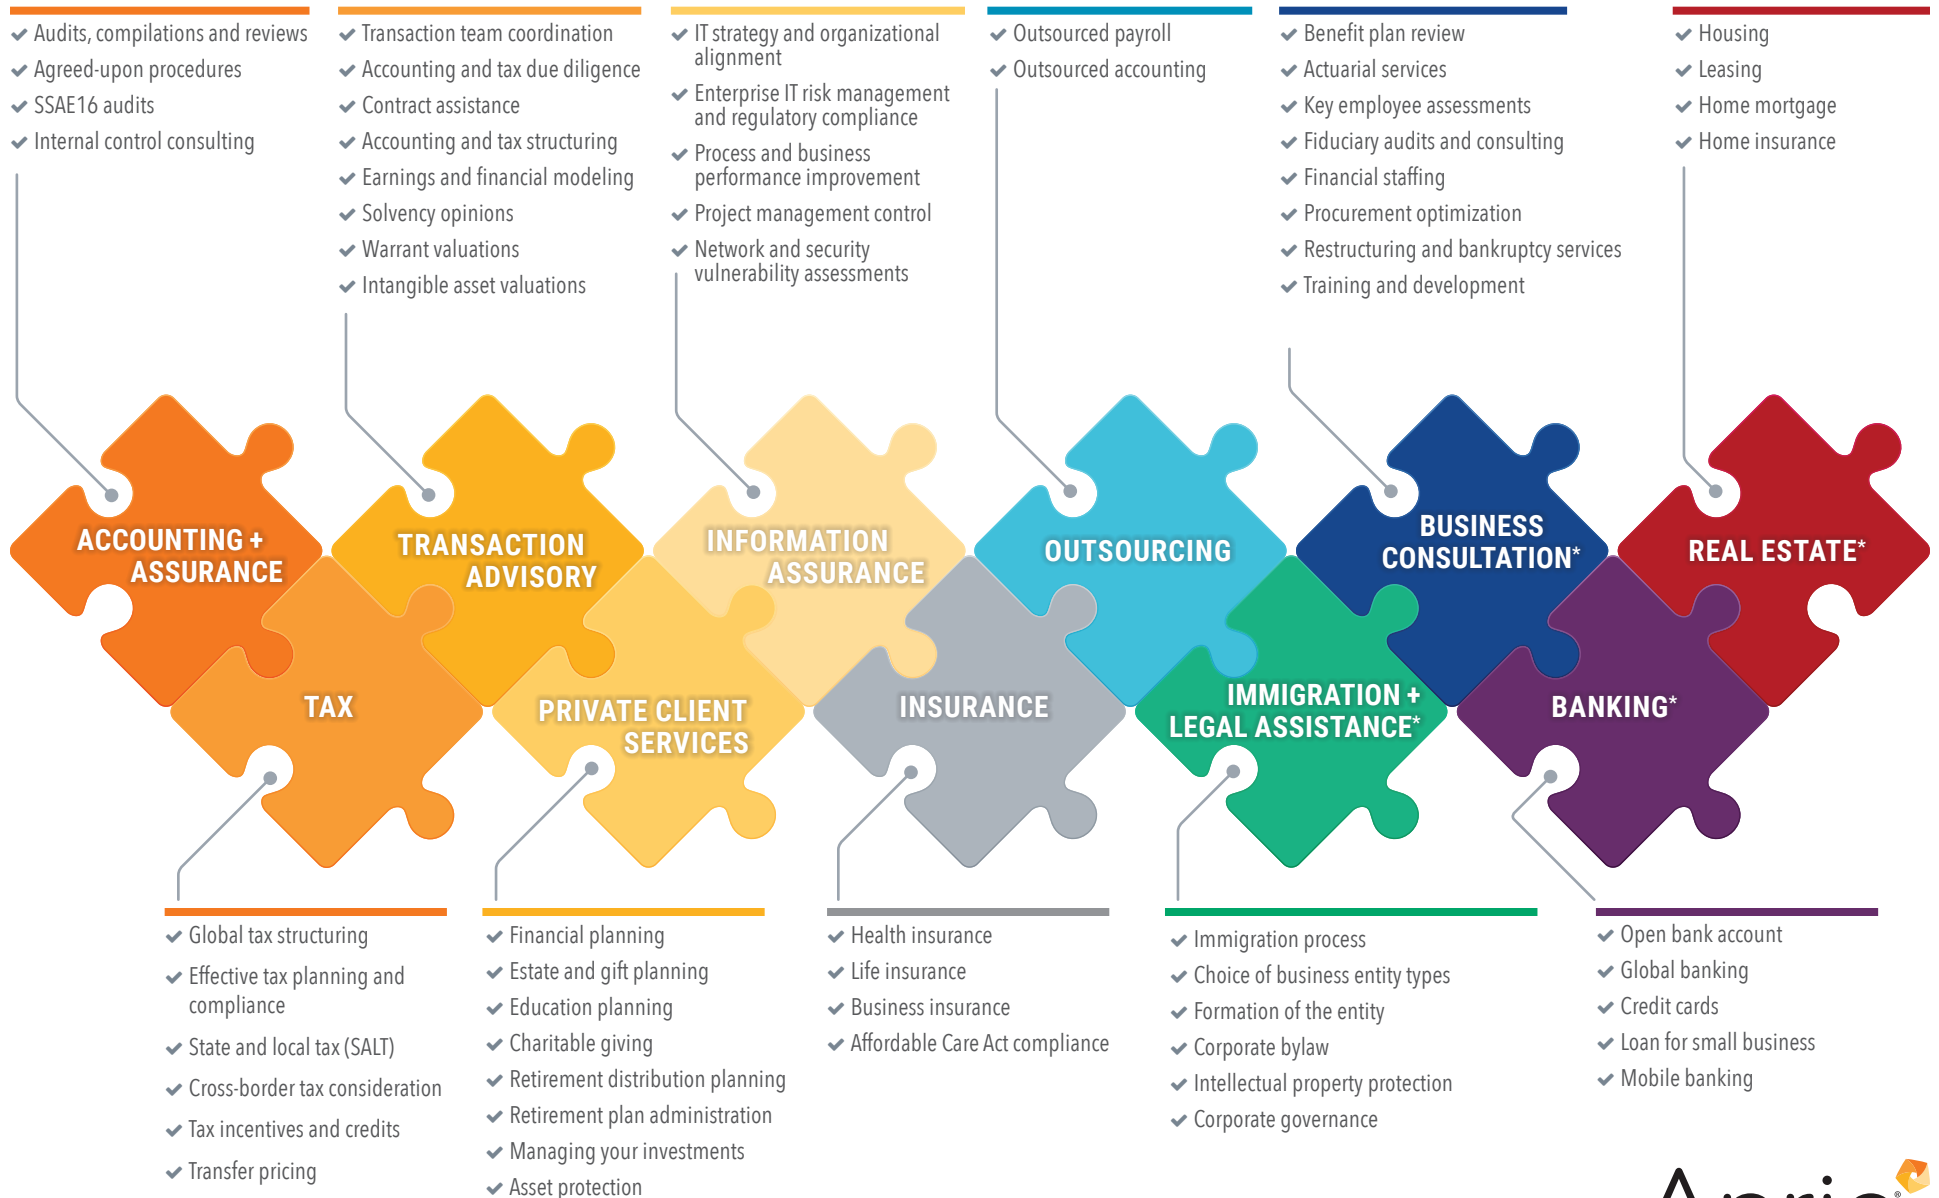 Audits, compilations and reviews
Agreed-upon procedures
SSAE16 audits
Internal control consulting
Transaction team coordination
Accounting and tax due diligence
Contract assistance
Accounting and tax structuring
Earnings and financial modeling
Solvency opinions
Warrant valuations
Intangible asset valuations
IT strategy and organizational
alignment
Enterprise IT risk management
and regulatory compliance
Process and business
performance improvement
Project management control
Network and security
vulnerability assessments
Outsourced payroll
Outsourced accounting
Benefit plan review
Actuarial services
Key employee assessments
Fiduciary audits and consulting
Financial staffing
Procurement optimization
Restructuring and bankruptcy services
Training and development
Housing
Leasing
Home mortgage
Home insurance
ACCOUNTING +
ASSURANCE
TRANSACTION
ADVISORY
INFORMATION
ASSURANCE
OUTSOURCING
BUSINESS
CONSULTATION*
REAL ESTATE*
TAX
PRIVATE CLIENT
SERVICES
INSURANCE
IMMIGRATION +
LEGAL ASSISTANCE*
BANKING*
Global tax structuring
Effective tax planning and
compliance
State and local tax (SALT)
Cross-border tax consideration
Tax incentives and credits
Transfer pricing
Financial planning
Estate and gift planning
Education planning
Charitable giving
Retirement distribution planning
Retirement plan administration
Managing your investments
Asset protection
Health insurance
Life insurance
Business insurance
Affordable Care Act compliance
Immigration process
Choice of business entity types
Formation of the entity
Corporate bylaw
Intellectual property protection
Corporate governance
Open bank account
Global banking
Credit cards
Loan for small business
Mobile banking
Aprio®